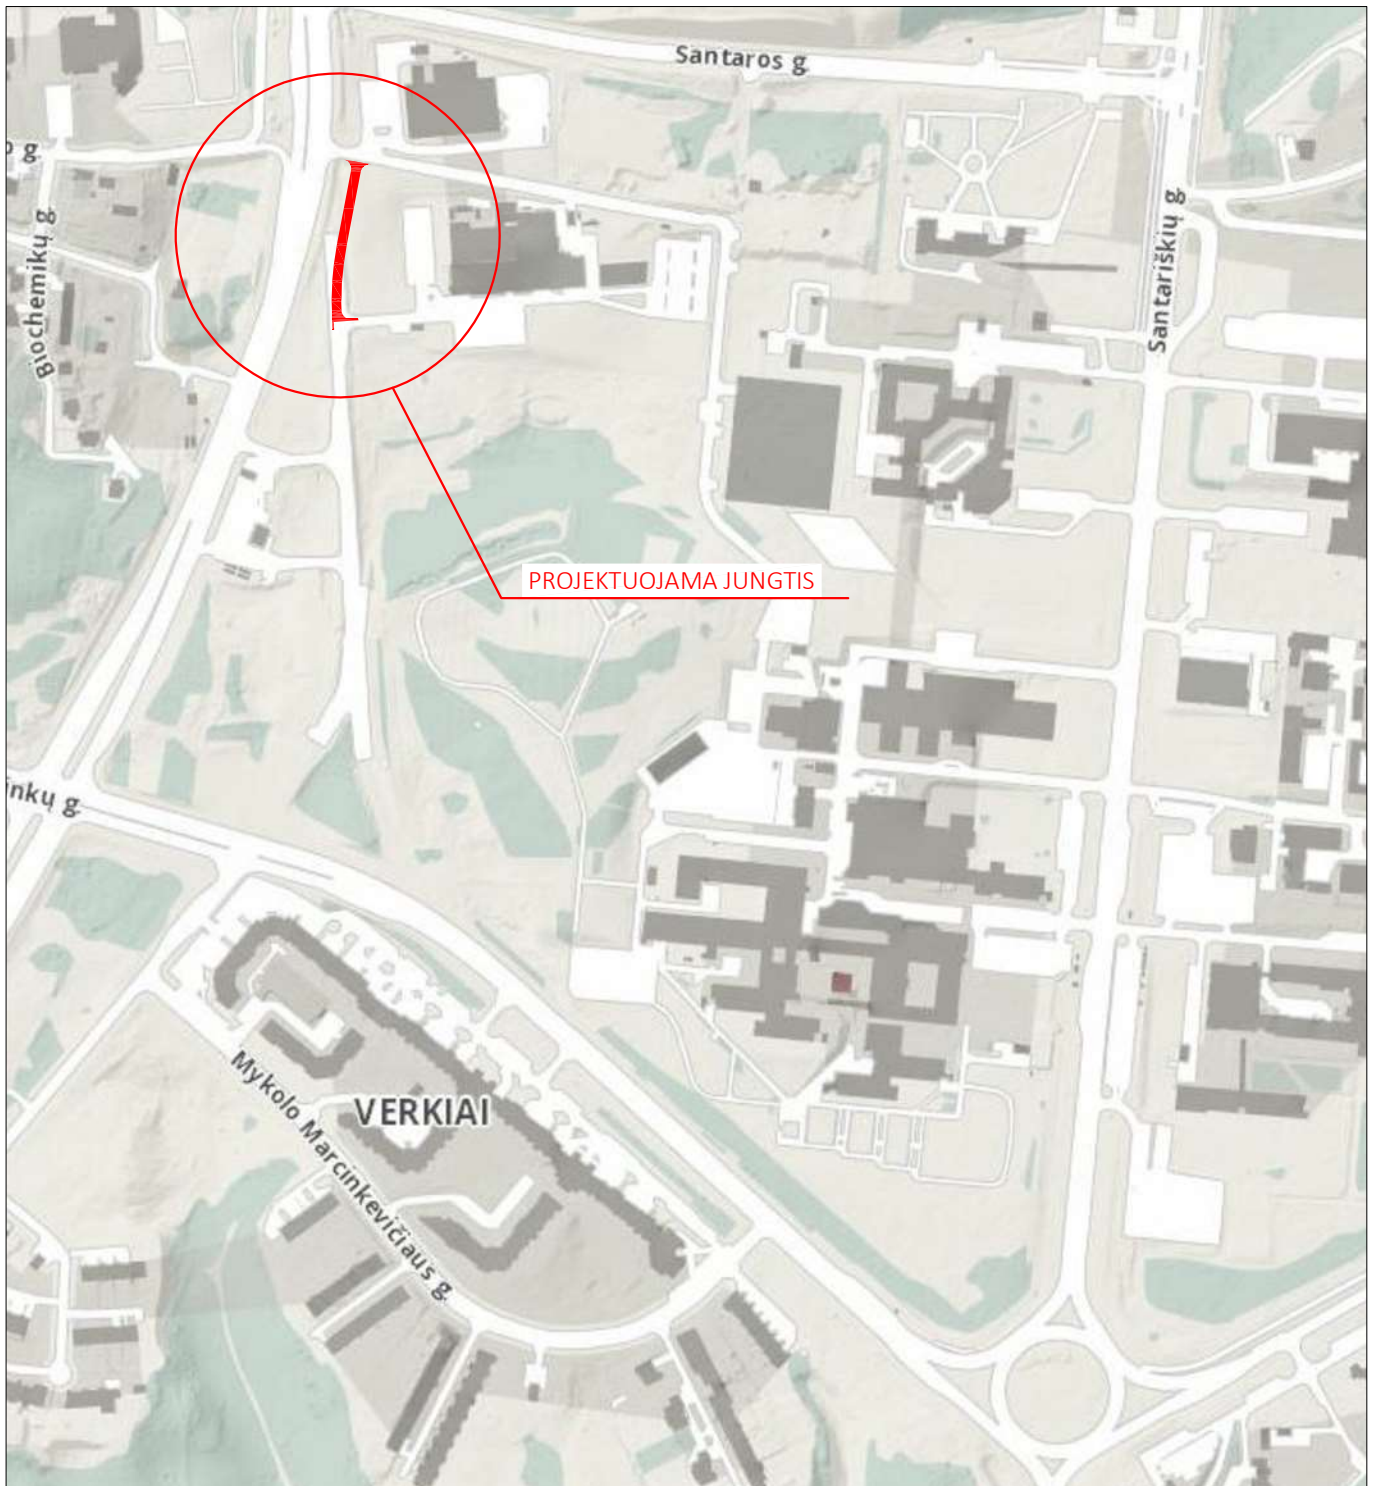 Santaros g.
o g.
Biochemikų g.
Santariškių g.
PROJEKTUOJAMA JUNGTIS
inkų g.
Mykolo Marcinkevičiaus g.
VERKIAI